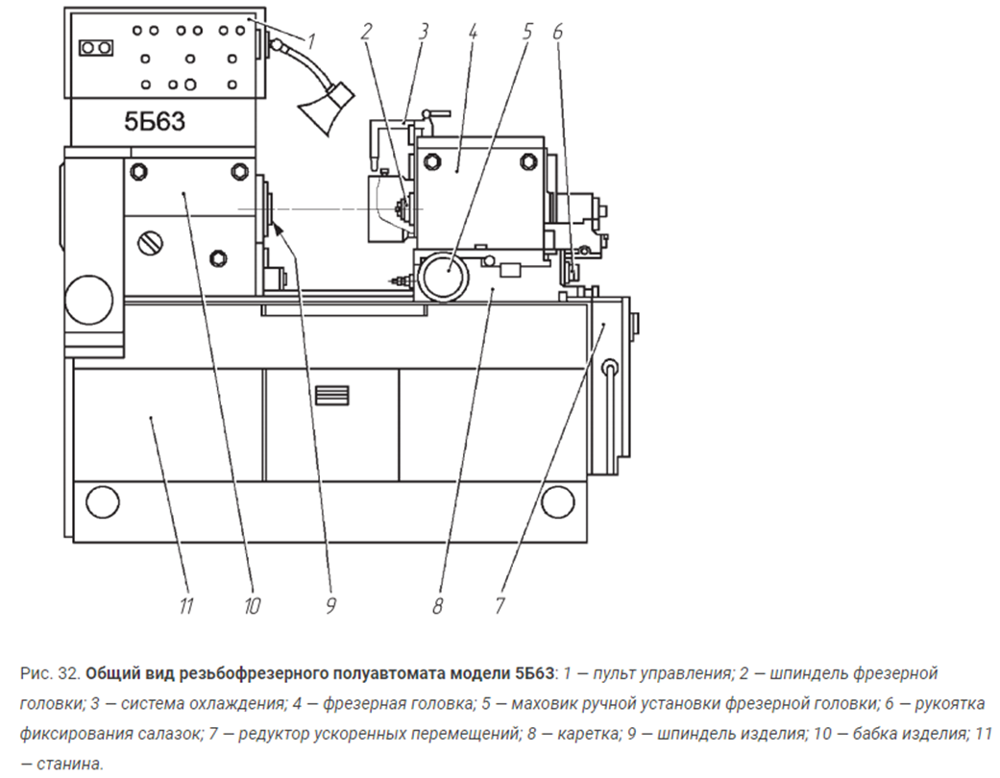 1 2 3 4 5 6
5Б63
11 10 9 8 7
Рис. 32. Общий вид резьбофрезерного полуавтомата модели 5Б63: 1 — пульт управления; 2 — шпиндель фрезерной
головки; 3 — система охлаждения; 4 — фрезерная головка; 5 — маховик ручной установки фрезерной головки; 6 — рукоятка
фиксирования салазок; 7 — редуктор ускоренных перемещений; 8 — каретка; 9 — шпиндель изделия; 10 — бабка изделия; 11
— станина.